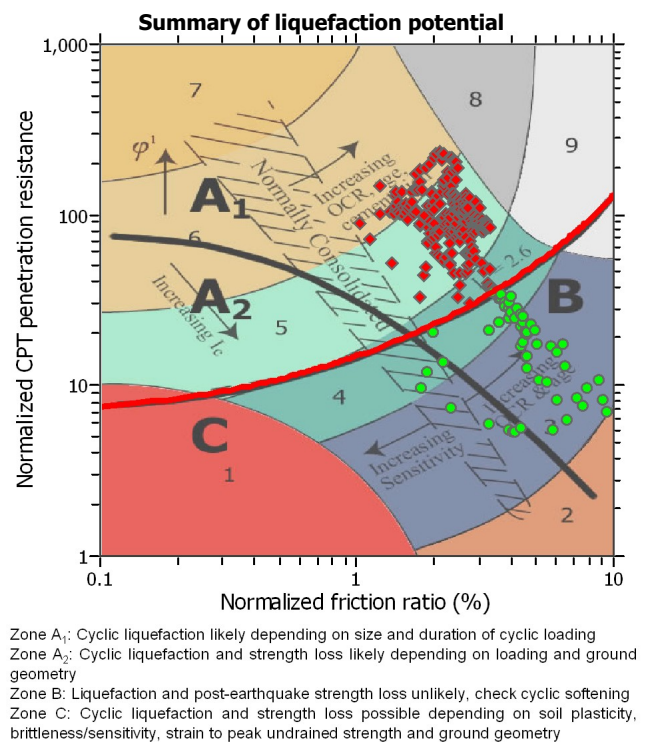 Summary of liquefaction potential
1,000
7
8
9
φ¹
A1
Normally Consolidated
Increasing
OCR, age,
100
6
2.6
A2
B
Increasing Ic
5
10
4
Increasing
OCR & age
C
Increasing
Sensitivity
3
1
2
1
0.1
1
10
Normalized CPT penetration resistance
Normalized friction ratio (%)
Zone A1: Cyclic liquefaction likely depending on size and duration of cyclic loading
Zone A2: Cyclic liquefaction and strength loss likely depending on loading and ground
geometry
Zone B: Liquefaction and post-earthquake strength loss unlikely, check cyclic softening
Zone C: Cyclic liquefaction and strength loss possible depending on soil plasticity,
brittleness/sensitivity, strain to peak undrained strength and ground geometry